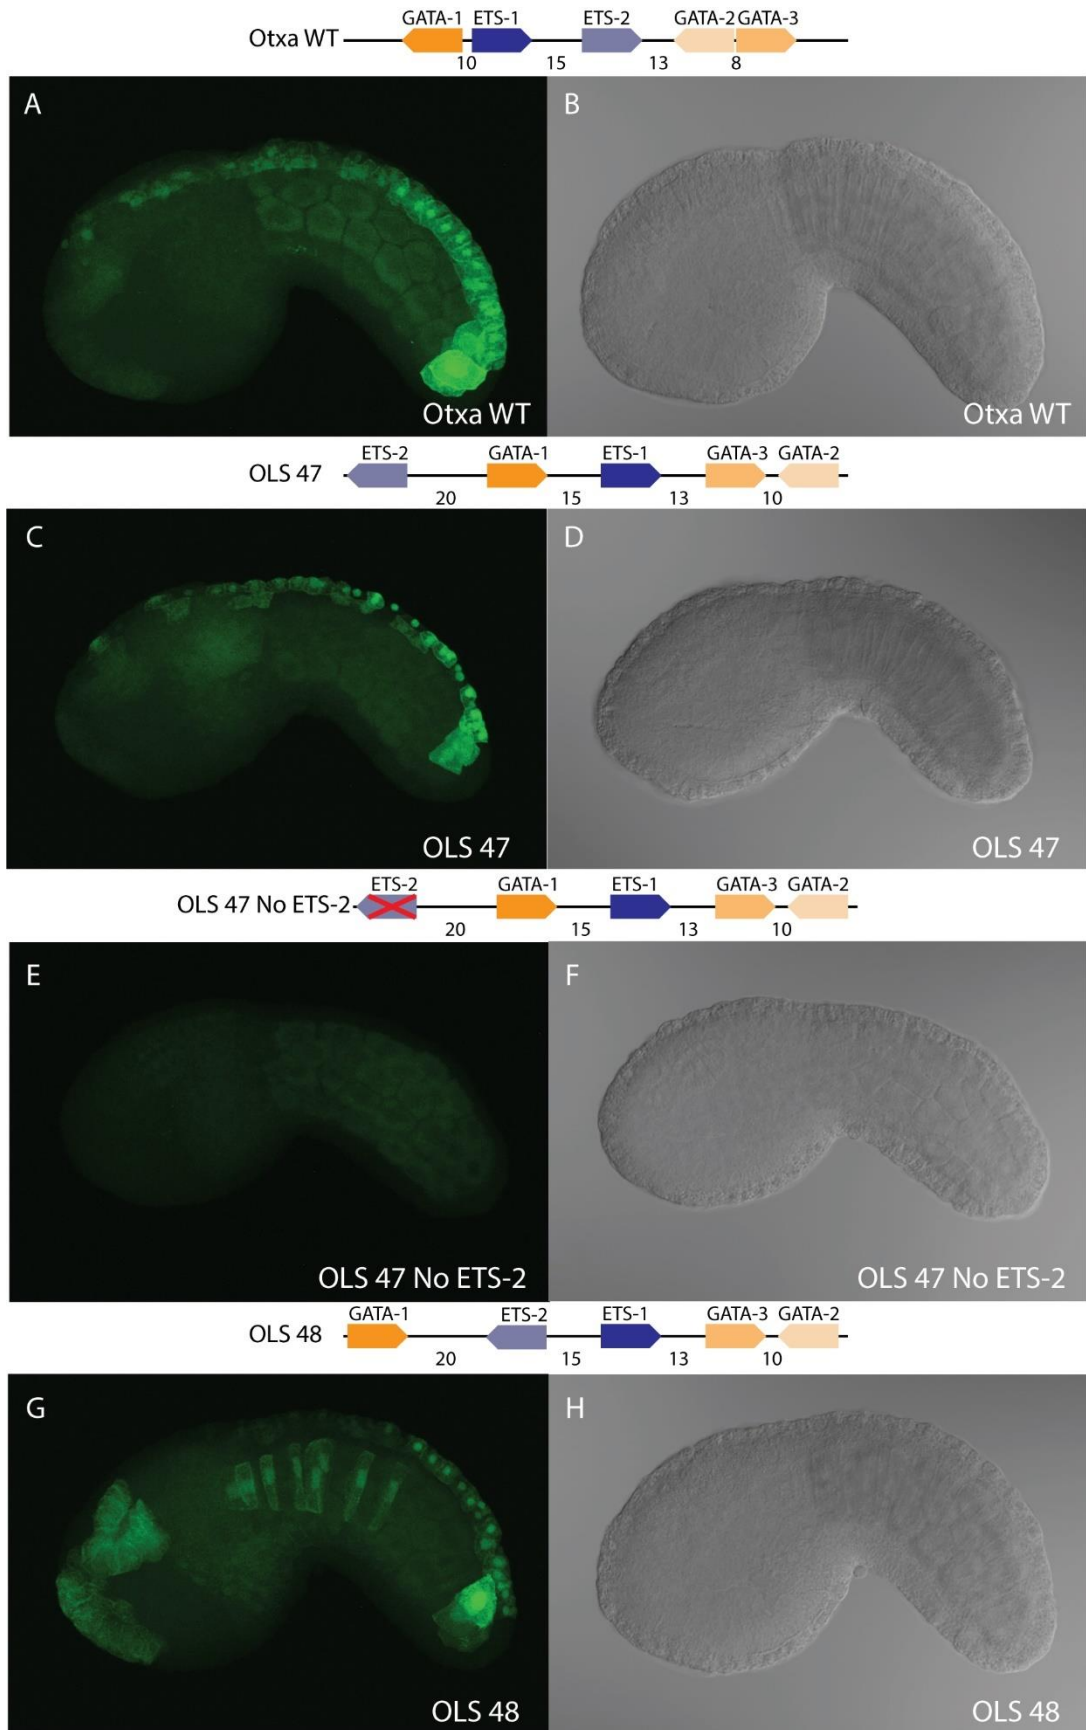 GATA-1 ETS-1 ETS-2 GATA-2 GATA-3
Otxa WT
10 15 13 8
A B
Otxa WT Otxa WT
ETS-2 GATA-1 ETS-1 GATA-3 GATA-2
OLS 47
20 15 13 10
C D
OLS 47 OLS 47
ETS-2 GATA-1 ETS-1 GATA-3 GATA-2
OLS 47 No ETS-2
20 15 13 10
E F
OLS 47 No ETS-2 OLS 47 No ETS-2
GATA-1 ETS-2 ETS-1 GATA-3 GATA-2
OLS 48
20 15 13 10
G H
OLS 48 OLS 48